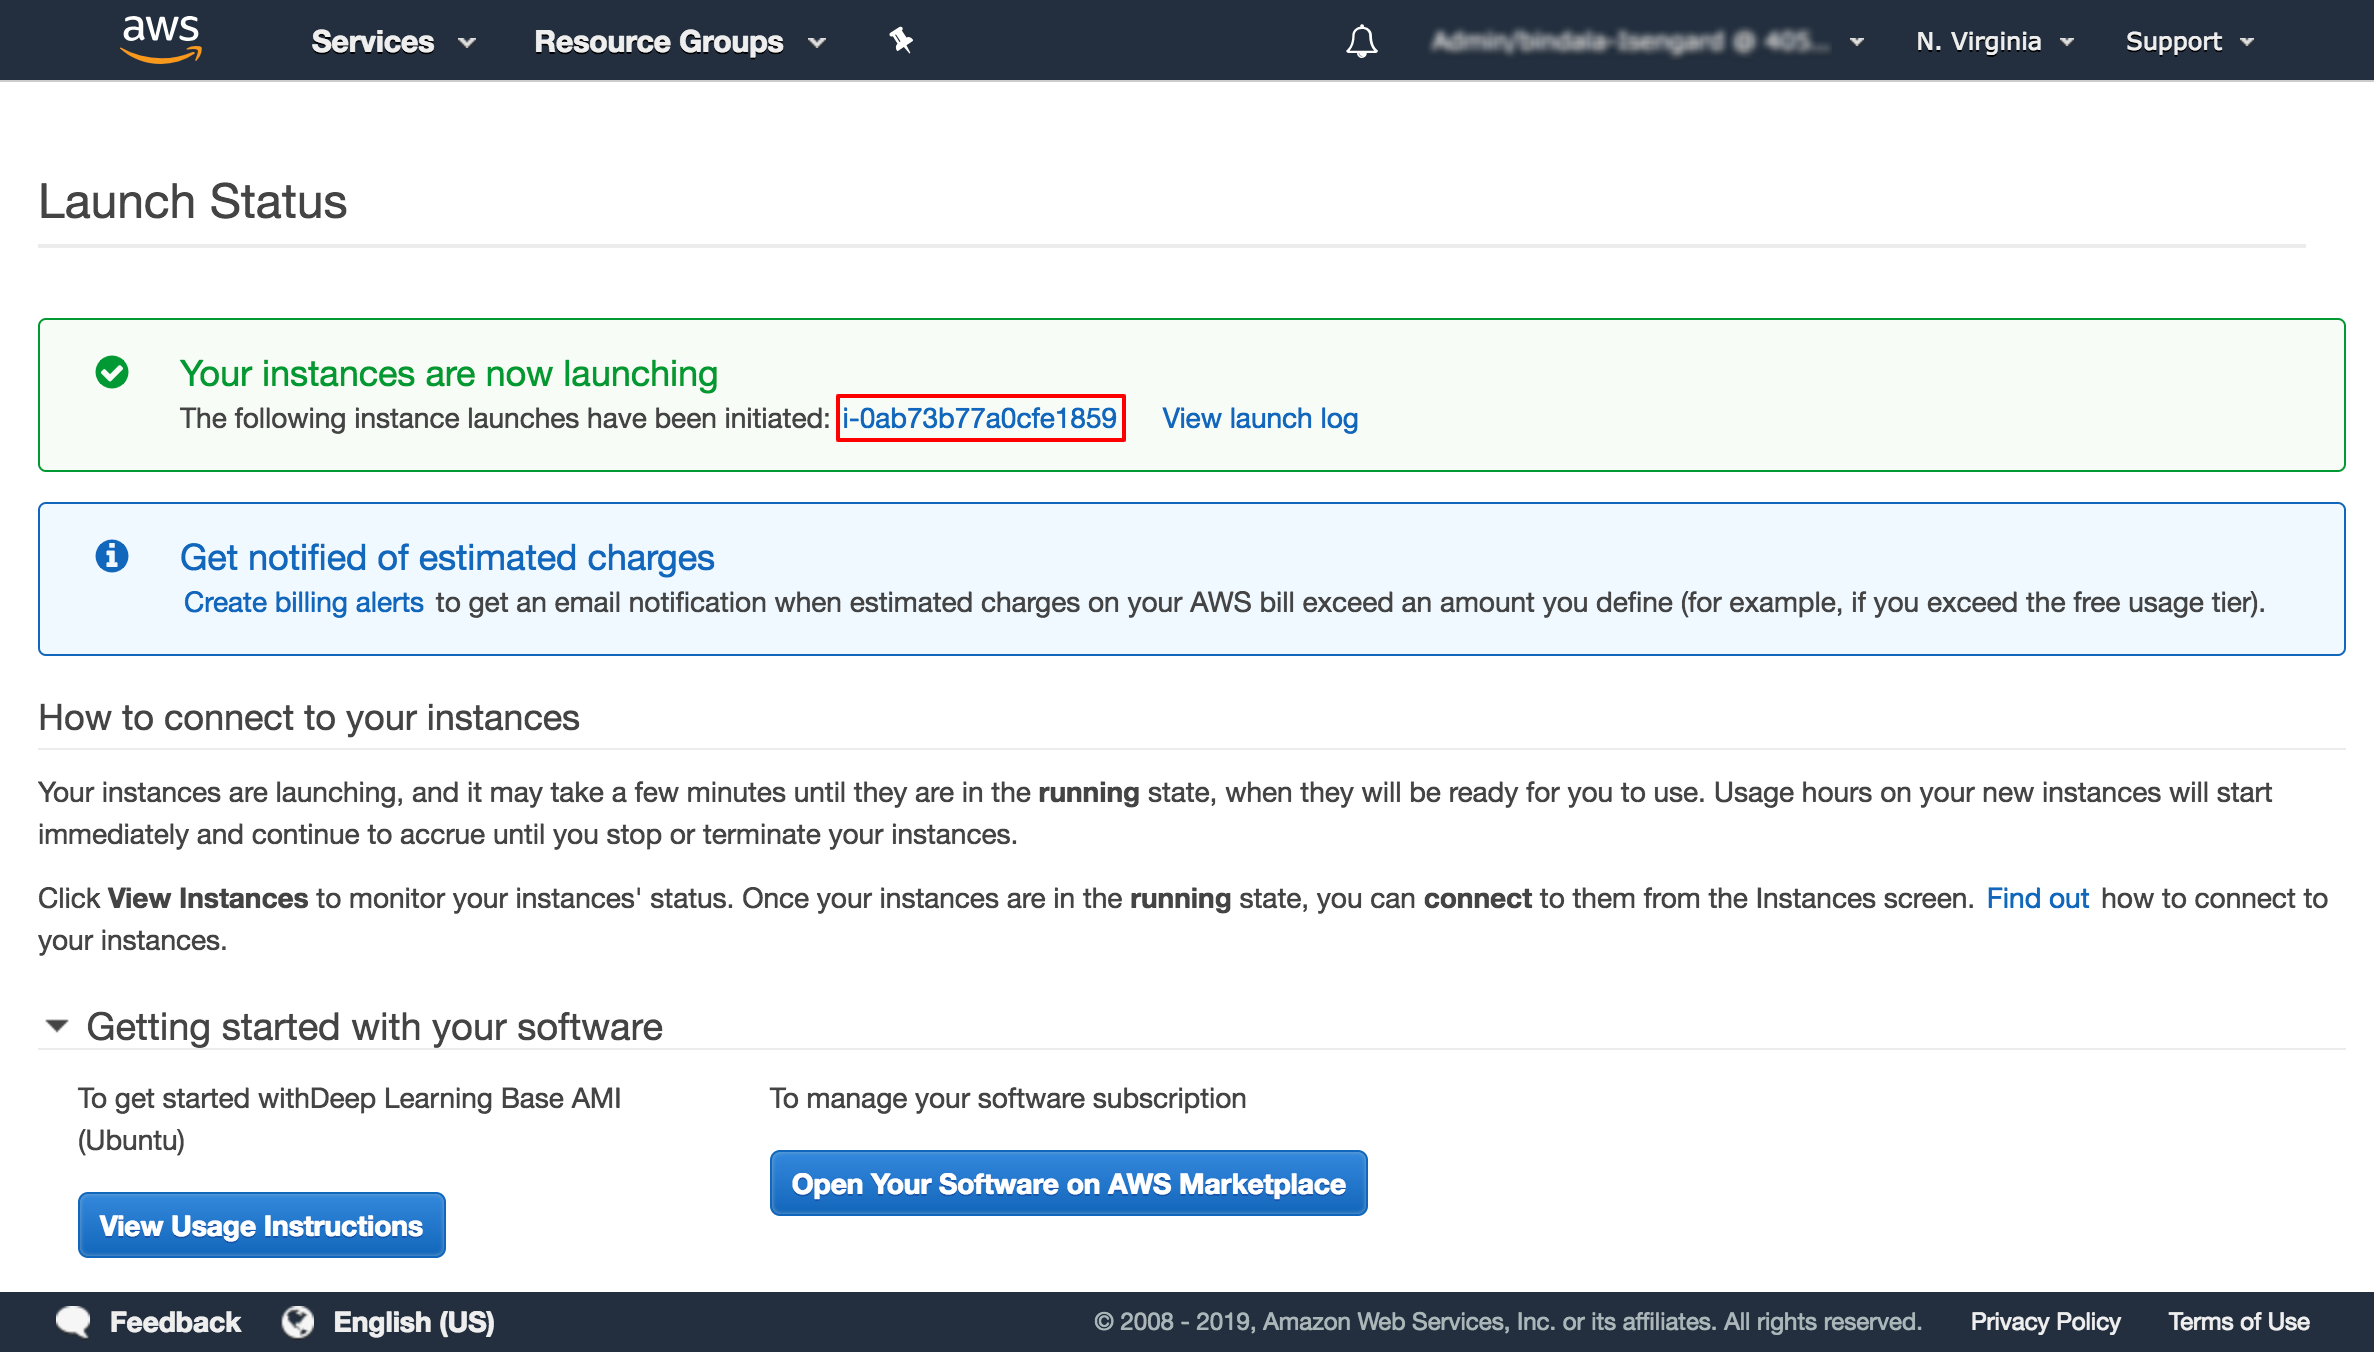 aws Services Resource Groups N. Virginia Support
Launch Status
Your instances are now launching
The following instance launches have been initiated: i-0ab73b77a0cfe1859 View launch log
Get notified of estimated charges
Create billing alerts to get an email notification when estimated charges on your AWS bill exceed an amount you define (for example, if you exceed the free usage tier).
How to connect to your instances
Your instances are launching, and it may take a few minutes until they are in the running state, when they will be ready for you to use. Usage hours on your new instances will start
immediately and continue to accrue until you stop or terminate your instances.
Click View Instances to monitor your instances' status. Once your instances are in the running state, you can connect to them from the Instances screen. Find out how to connect to
your instances.
Getting started with your software
To get started withDeep Learning Base AMI
(Ubuntu)
View Usage Instructions
To manage your software subscription
Open Your Software on AWS Marketplace
Feedback English (US) © 2008 - 2019, Amazon Web Services, Inc. or its affiliates. All rights reserved. Privacy Policy Terms of Use